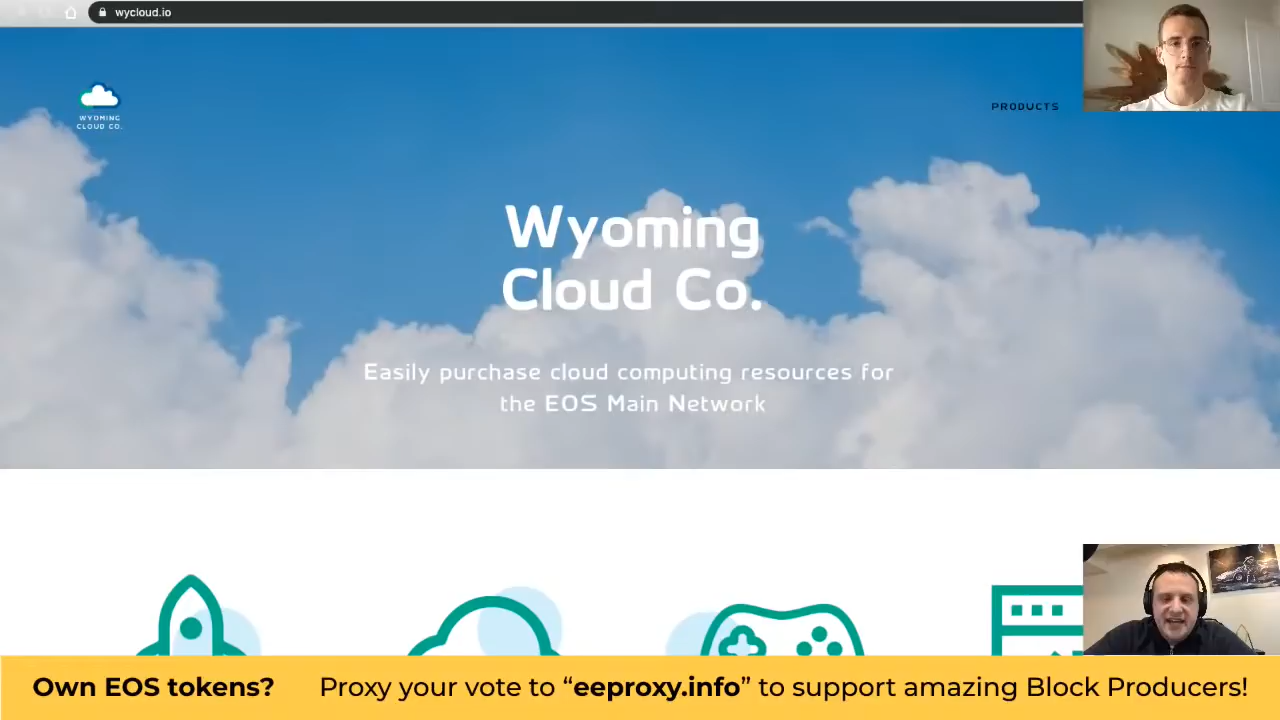 wycloud.io
WYOMING
CLOUD CO.
PRODUCTS
Wyoming
Cloud Co.
Easily purchase cloud computing resources for
the EOS Main Network
Own EOS tokens? Proxy your vote to “eeproxy.info” to support amazing Block Producers!